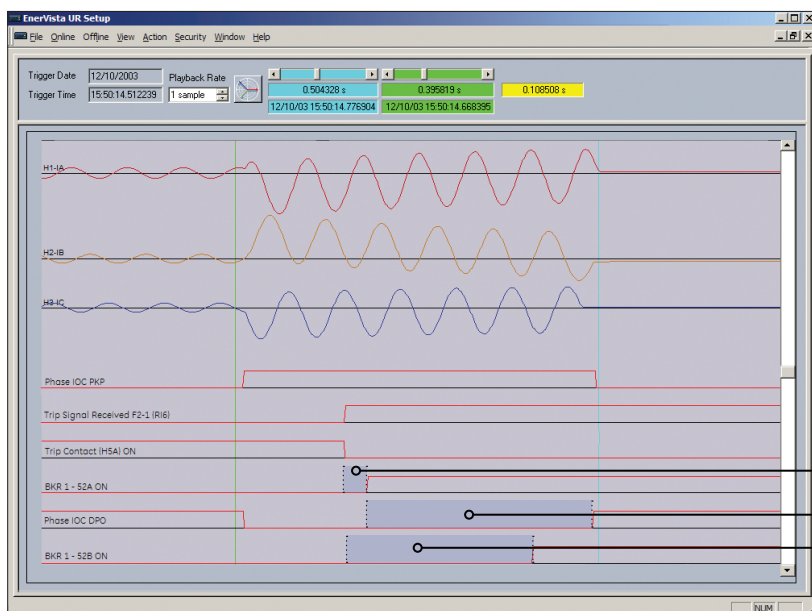 EnerVista UR Setup
File Online Offline View Action Security Window Help
Trigger Date 12/10/2003
Trigger Time 15:50:14.512239
Playback Rate
1 sample
0.504328 s 0.395819 s 0.108508 s
12/10/03 15:50:14.776904 12/10/03 15:50:14.668395
H1-IA
H2-IB
H3-IC
Phase IOC PKP
Trip Signal Received F2-1 (RI6)
Trip Contact (H5A) ON
BKR 1 - 52A ON
Phase IOC DPO
BKR 1 - 52B ON
NUM